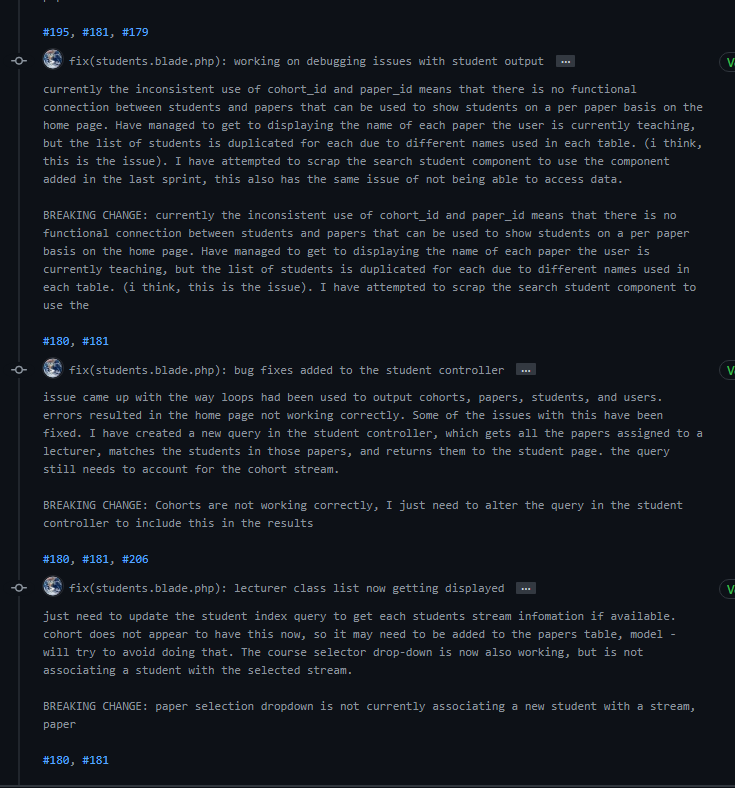 #195, #181, #179
fix(students.blade.php): working on debugging issues with student output ...
currently the inconsistent use of cohort_id and paper_id means that there is no functional
connection between students and papers that can be used to show students on a per paper basis on the
home page. Have managed to get to displaying the name of each paper the user is currently teaching,
but the list of students is duplicated for each due to different names used in each table. (i think,
this is the issue). I have attempted to scrap the search student component to use the component
added in the last sprint, this also has the same issue of not being able to access data.
BREAKING CHANGE: currently the inconsistent use of cohort_id and paper_id means that there is no
functional connection between students and papers that can be used to show students on a per paper
basis on the home page. Have managed to get to displaying the name of each paper the user is
currently teaching, but the list of students is duplicated for each due to different names used in
each table. (i think, this is the issue). I have attempted to scrap the search student component to
use the
#180, #181
fix(students.blade.php): bug fixes added to the student controller ...
issue came up with the way loops had been used to output cohorts, papers, students, and users.
errors resulted in the home page not working correctly. Some of the issues with this have been
fixed. I have created a new query in the student controller, which gets all the papers assigned to a
lecturer, matches the students in those papers, and returns them to the student page. the query
still needs to account for the cohort stream.
BREAKING CHANGE: Cohorts are not working correctly, I just need to alter the query in the student
controller to include this in the results
#180, #181, #206
fix(students.blade.php): lecturer class list now getting displayed ...
just need to update the student index query to get each students stream infomation if available.
cohort does not appear to have this now, so it may need to be added to the papers table, model -
will try to avoid doing that. The course selector drop-down is now also working, but is not
associating a student with the selected stream.
BREAKING CHANGE: paper selection dropdown is not currently associating a new student with a stream,
paper
#180, #181